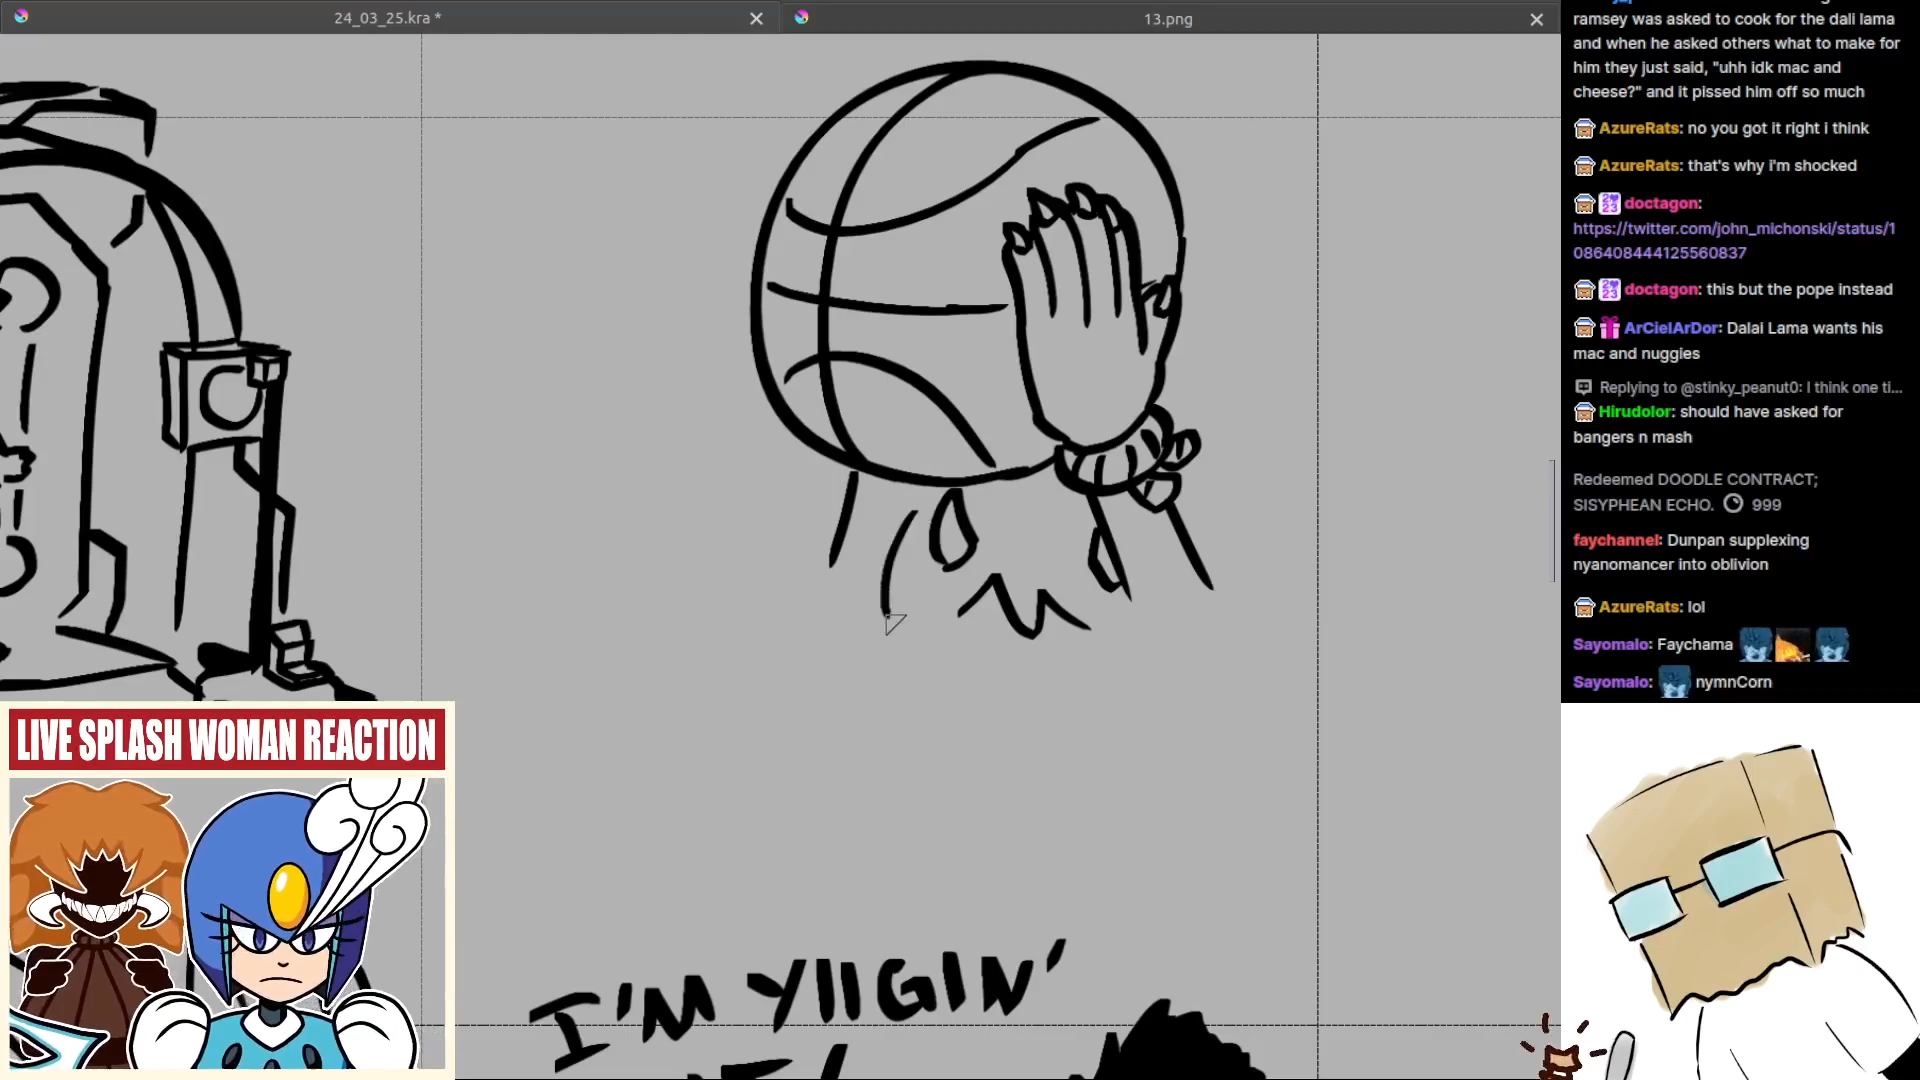 24_03_25.kra *
13.png
ramsey was asked to cook for the dali lama
and when he asked others what to make for
him they just said, "uhh idk mac and
cheese?" and it pissed him off so much
AzureRats: no you got it right i think
AzureRats: that's why i'm shocked
doctagon:
https://twitter.com/john_michonski/status/1
086408444125560837
doctagon: this but the pope instead
ArCielArDor: Dalai Lama wants his
mac and nuggies
Replying to @stinky_peanut0: I think one ti...
Hirudolor: should have asked for
bangers n mash
Redeemed DOODLE CONTRACT;
SISYPHEAN ECHO. 999
faychannel: Dunpan supplexing
nyanomancer into oblivion
AzureRats: lol
Sayomalo: Faychama
Sayomalo: nymnCorn
LIVE SPLASH WOMAN REACTION
I'M YIIGIN'